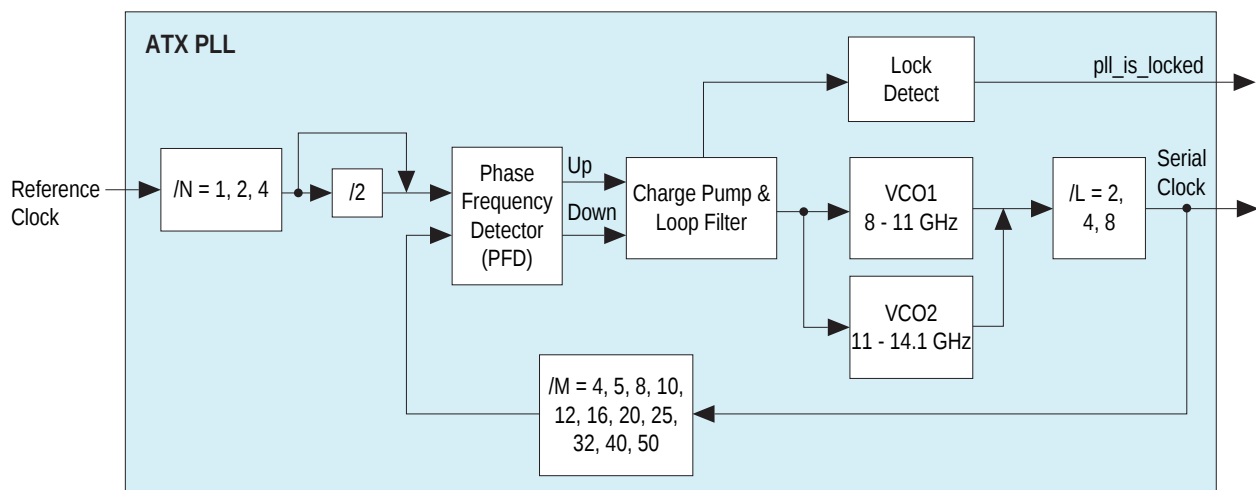 ATX PLL
Lock
Detect
pll_is_locked
Reference
Clock
/N = 1, 2, 4
/2
Phase
Frequency
Detector
(PFD)
Up
Down
Charge Pump &
Loop Filter
VCO1
8 - 11 GHz
/L = 2,
4, 8
Serial
Clock
VCO2
11 - 14.1 GHz
/M = 4, 5, 8, 10,
12, 16, 20, 25,
32, 40, 50